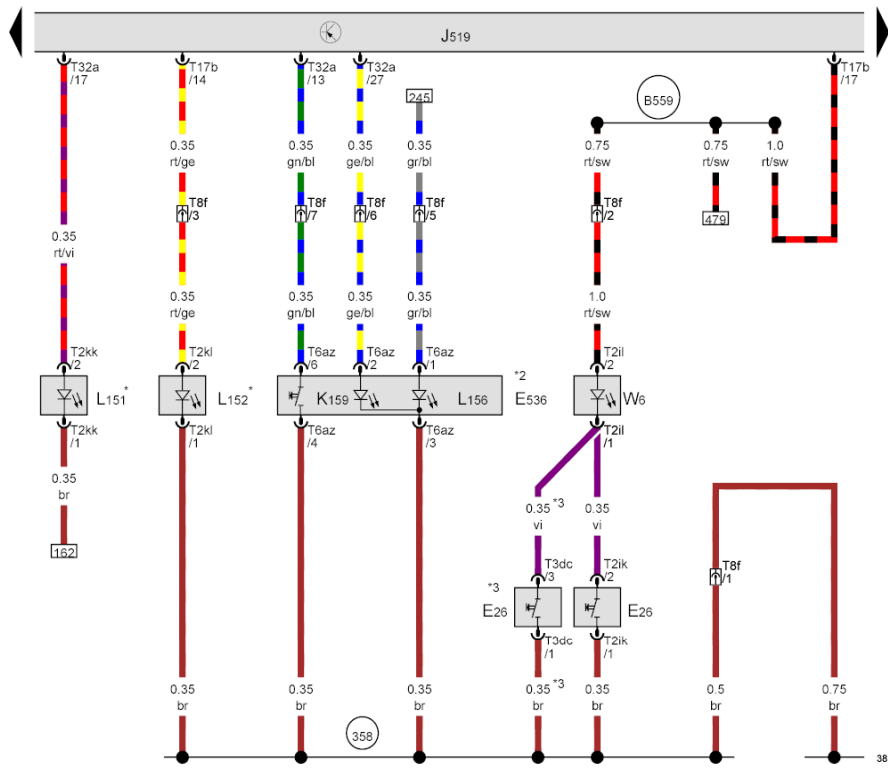 J519
T32a /17
T17b /14
T32a /13
T32a /27
T17b /17
245
B559
0.35 rt/ge
0.35 gn/bl
0.35 ge/bl
0.35 gr/bl
0.75 rt/sw
0.75 rt/sw
1.0 rt/sw
T8f /3
T8f /7
T8f /6
T8f /5
T8f /2
479
0.35 rt/vi
0.35 rt/ge
0.35 gn/bl
0.35 ge/bl
0.35 gr/bl
1.0 rt/sw
T2kk /2
T2kl /2
T6az /6
T6az /2
T6az /1
T2il /2
L151 *
L152 *
K159
L156
*2
E536
W6
T2kk /1
T2kl /1
T6az /4
T6az /3
T2il /1
0.35 br
0.35 *3 vi
0.35 vi
162
T3dc /3
T2ik /2
T8f /1
*3
E26
E26
T3dc /1
T2ik /1
0.35 br
0.35 br
0.35 br
0.35 *3 br
0.35 br
0.5 br
0.75 br
358
38